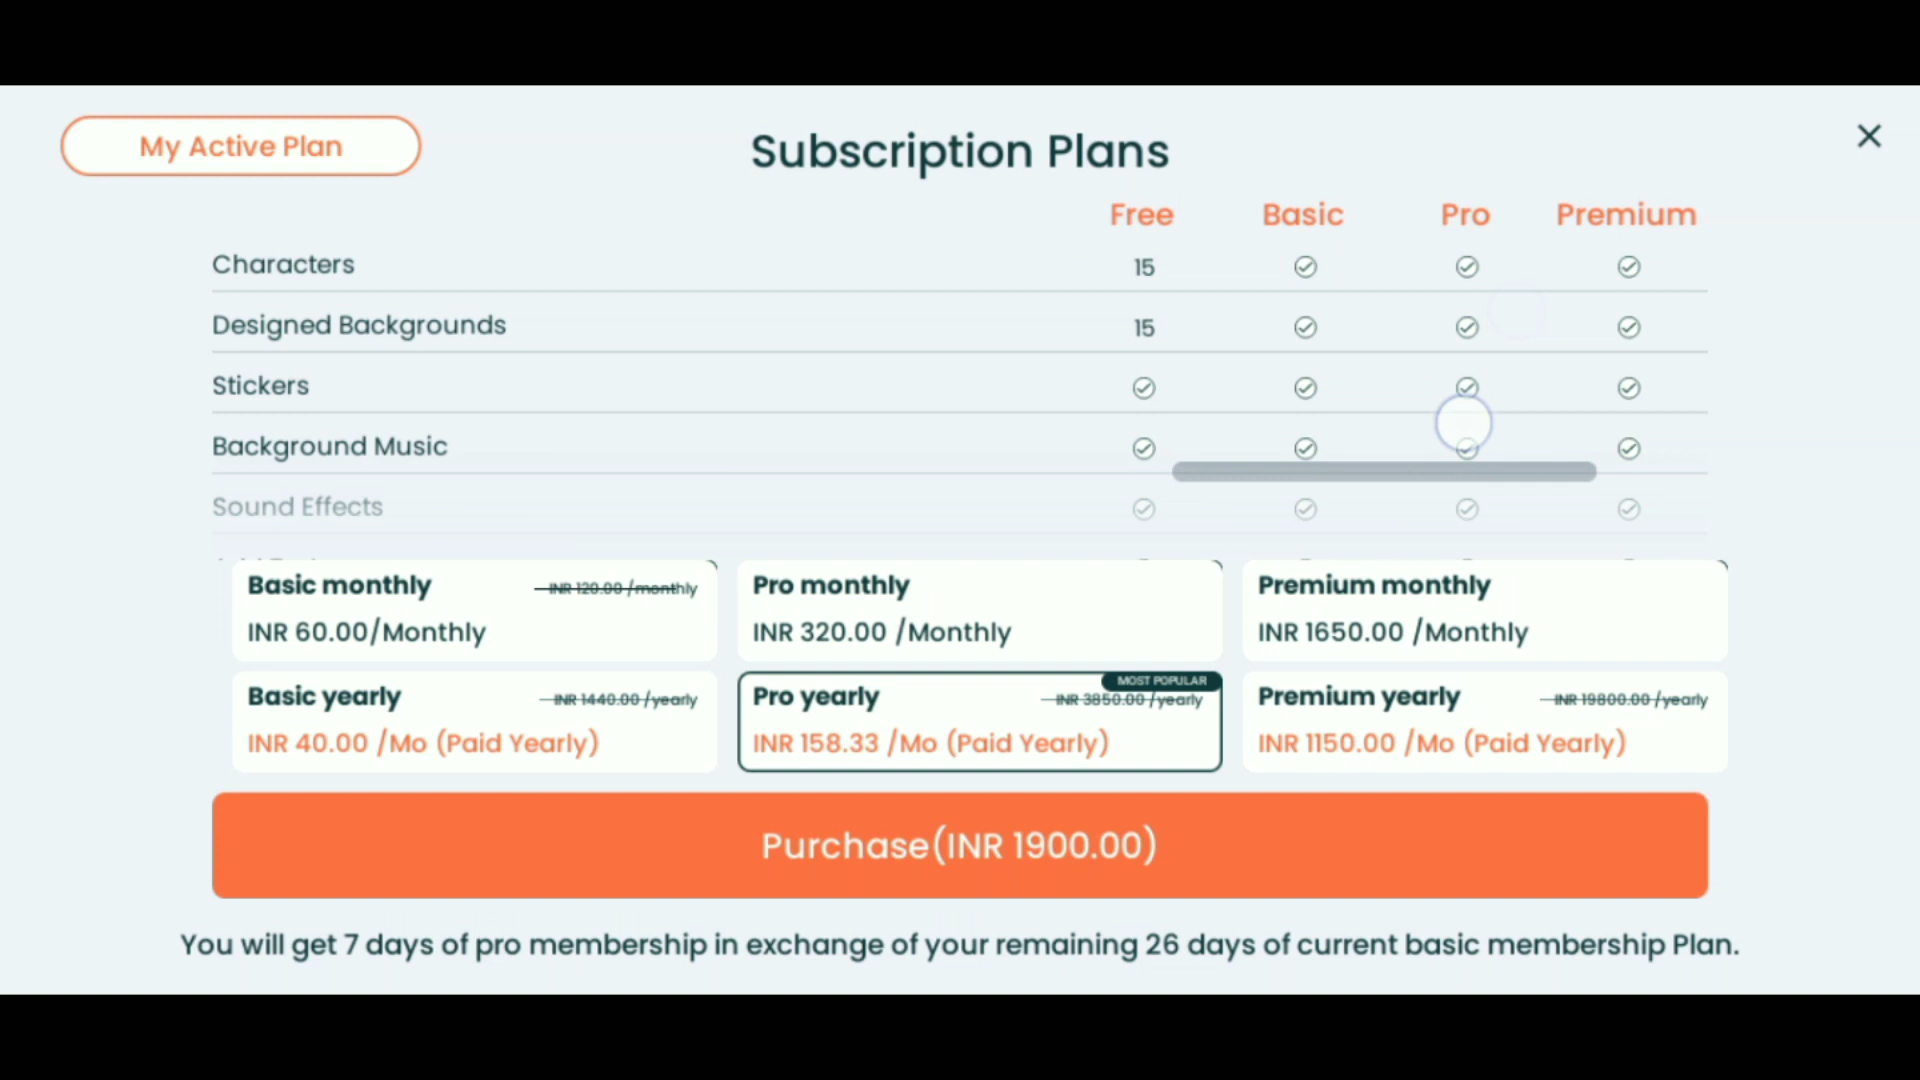 My Active Plan
Subscription Plans
Free Basic Pro Premium
Characters 15
Designed Backgrounds 15
Stickers
Background Music
Sound Effects
Basic monthly INR 120.00 /monthly
INR 60.00/Monthly
Pro monthly
INR 320.00 /Monthly
Premium monthly
INR 1650.00 /Monthly
Basic yearly INR 1440.00 /yearly
INR 40.00 /Mo (Paid Yearly)
MOST POPULAR
Pro yearly INR 3850.00 /yearly
INR 158.33 /Mo (Paid Yearly)
Premium yearly INR 19800.00 /yearly
INR 1150.00 /Mo (Paid Yearly)
Purchase(INR 1900.00)
You will get 7 days of pro membership in exchange of your remaining 26 days of current basic membership Plan.